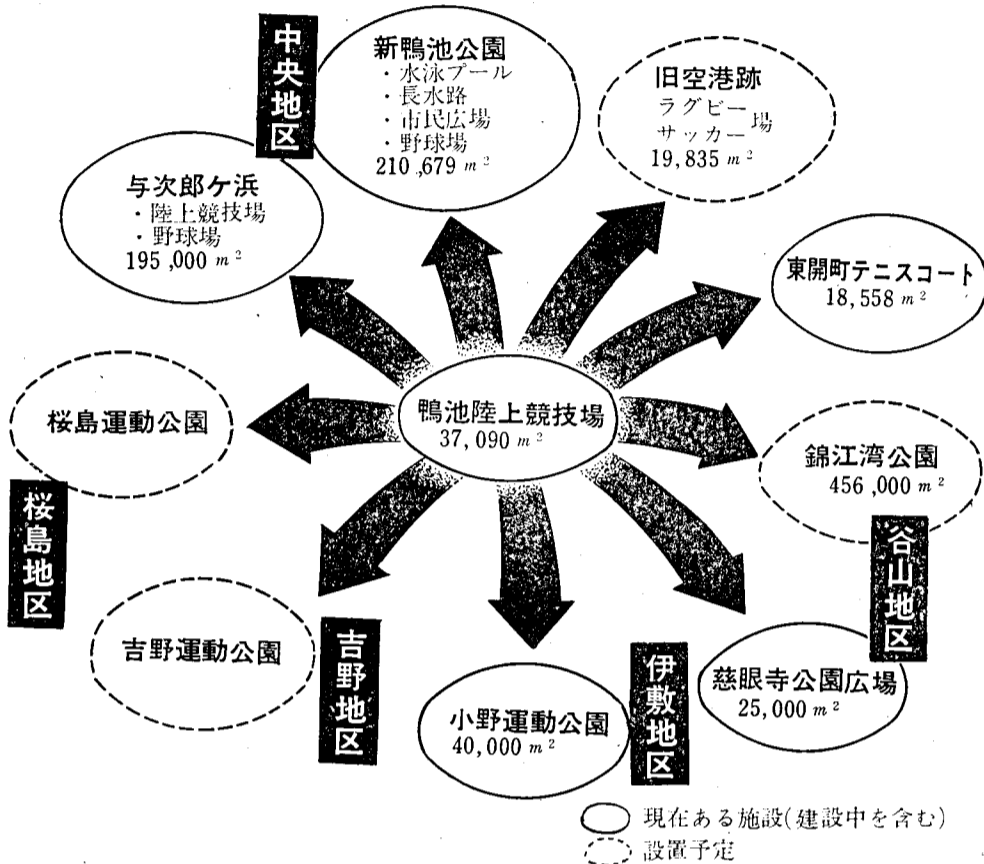 中央地区
新鴨池公園
・水泳プール
・長水路
・市民広場
・野球場
210,679 m²
旧空港跡
ラグビー
サッカー 場
19,835 m²
与次郎ケ浜
・陸上競技場
・野球場
195,000 m²
東開町テニスコート
18,558 m²
鴨池陸上競技場
37,090 m²
桜島運動公園
桜島地区
錦江湾公園
456,000 m²
谷山地区
吉野運動公園
吉野地区
小野運動公園
40,000 m²
伊敷地区
慈眼寺公園広場
25,000 m²
現在ある施設(建設中を含む)
設置予定